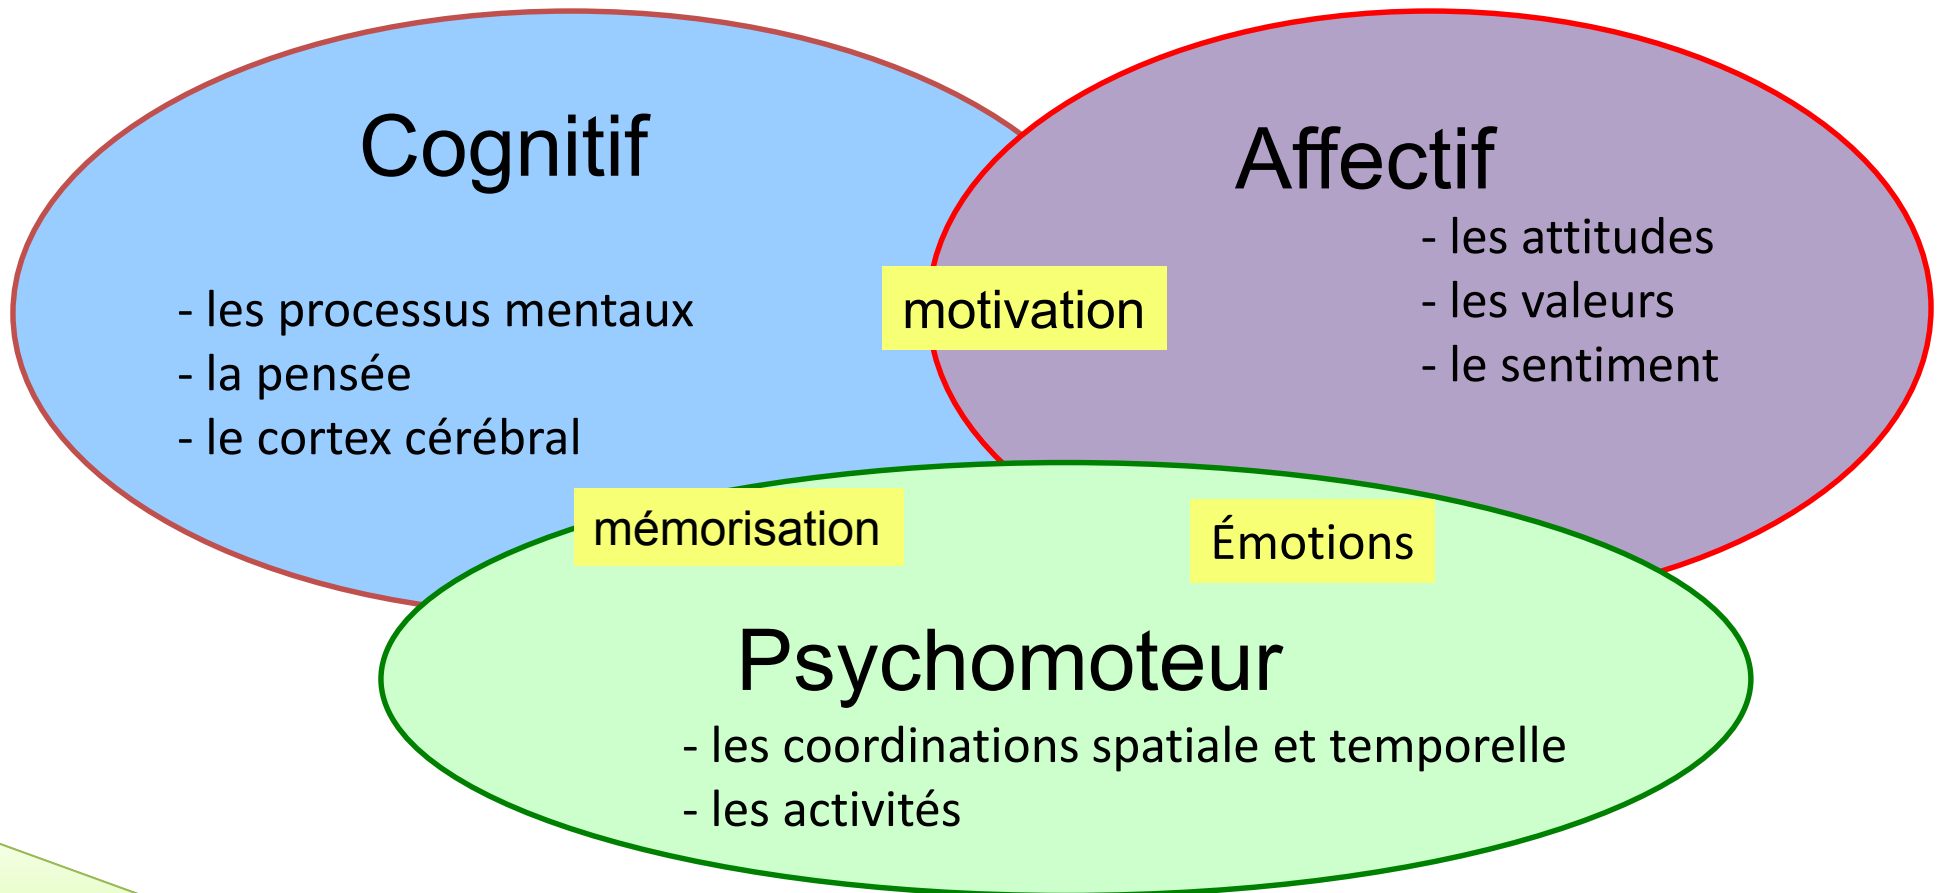 Cognitif
- les processus mentaux
- la pensée
- le cortex cérébral
Affectif
- les attitudes
- les valeurs
- le sentiment
motivation
mémorisation
Émotions
Psychomoteur
- les coordinations spatiale et temporelle
- les activités